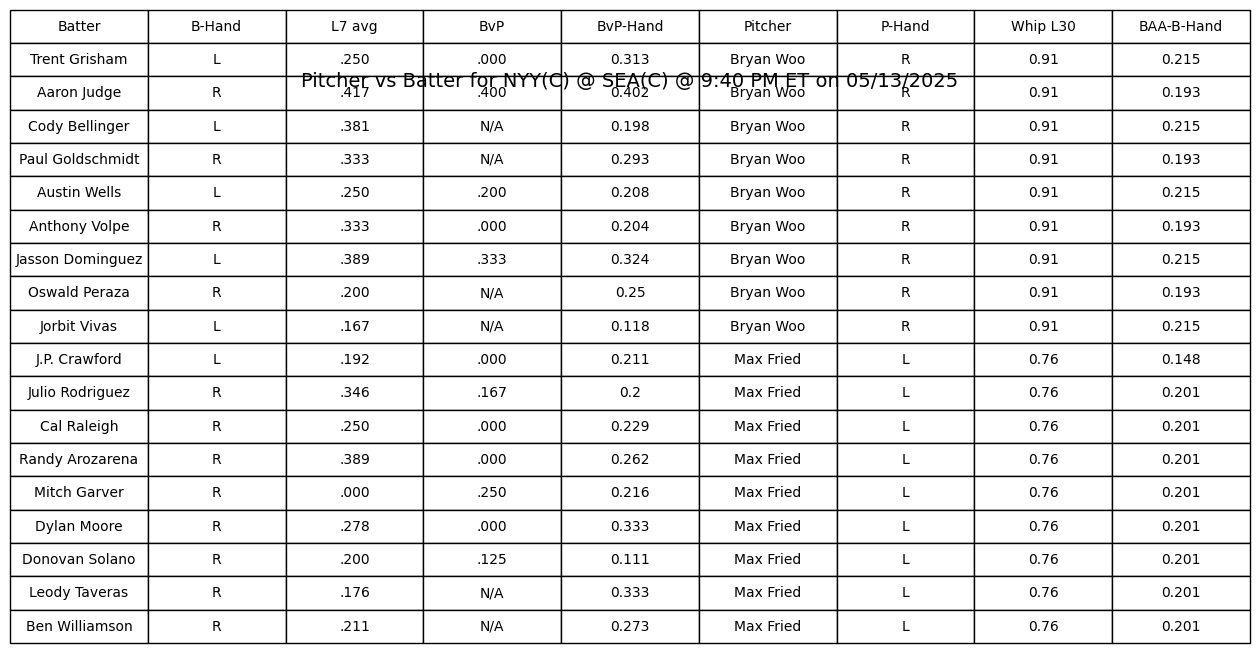 Batter B-Hand L7 avg BvP BvP-Hand Pitcher P-Hand Whip L30 BAA-B-Hand
Trent Grisham L .250 .000 0.313 Bryan Woo R 0.91 0.215
Pitcher vs Batter for NYY(C) @ SEA(C) @ 9:40 PM ET on 05/13/2025
Aaron Judge R .417 .400 0.402 Bryan Woo R 0.91 0.193
Cody Bellinger L .381 N/A 0.198 Bryan Woo R 0.91 0.215
Paul Goldschmidt R .333 N/A 0.293 Bryan Woo R 0.91 0.193
Austin Wells L .250 .200 0.208 Bryan Woo R 0.91 0.215
Anthony Volpe R .333 .000 0.204 Bryan Woo R 0.91 0.193
Jasson Dominguez L .389 .333 0.324 Bryan Woo R 0.91 0.215
Oswald Peraza R .200 N/A 0.25 Bryan Woo R 0.91 0.193
Jorbit Vivas L .167 N/A 0.118 Bryan Woo R 0.91 0.215
J.P. Crawford L .192 .000 0.211 Max Fried L 0.76 0.148
Julio Rodriguez R .346 .167 0.2 Max Fried L 0.76 0.201
Cal Raleigh R .250 .000 0.229 Max Fried L 0.76 0.201
Randy Arozarena R .389 .000 0.262 Max Fried L 0.76 0.201
Mitch Garver R .000 .250 0.216 Max Fried L 0.76 0.201
Dylan Moore R .278 .000 0.333 Max Fried L 0.76 0.201
Donovan Solano R .200 .125 0.111 Max Fried L 0.76 0.201
Leody Taveras R .176 N/A 0.333 Max Fried L 0.76 0.201
Ben Williamson R .211 N/A 0.273 Max Fried L 0.76 0.201